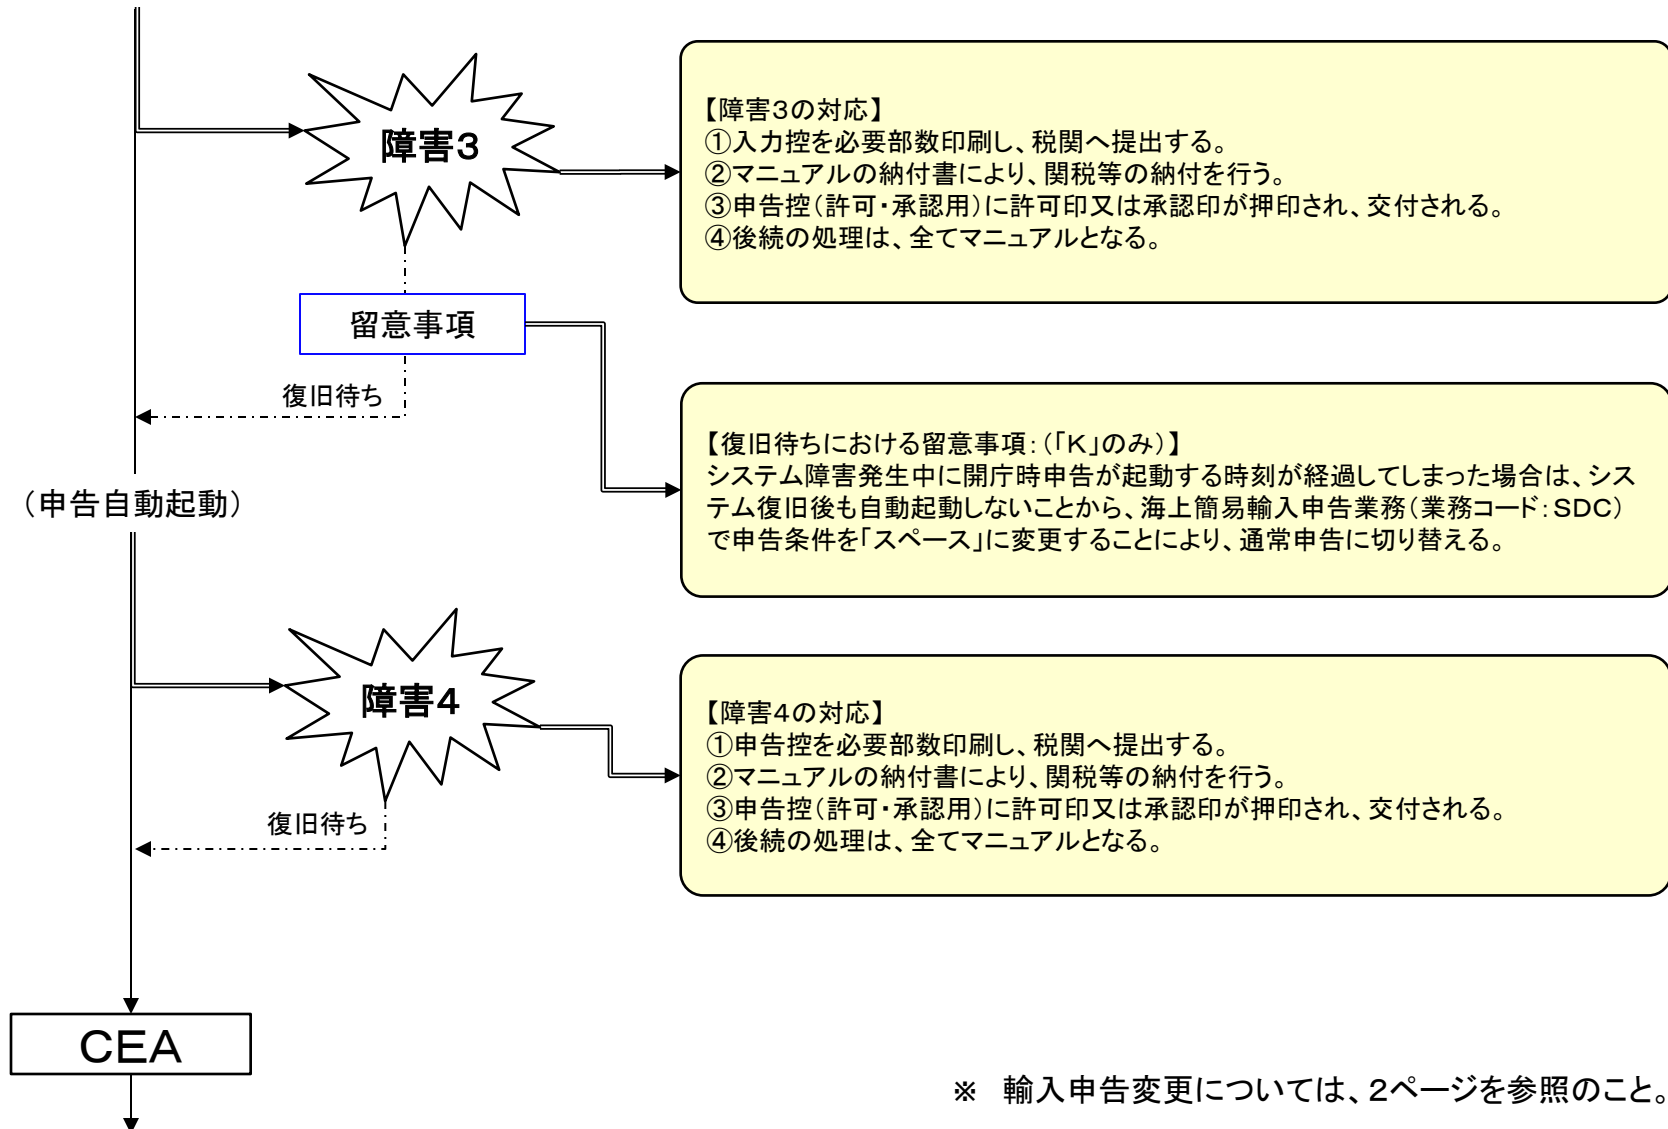 障害3
【障害3の対応】
①入力控を必要部数印刷し、税関へ提出する。
②マニュアルの納付書により、関税等の納付を行う。
③申告控（許可・承認用）に許可印又は承認印が押印され、交付される。
④後続の処理は、全てマニュアルとなる。
留意事項
復旧待ち
【復旧待ちにおける留意事項：（「K」のみ）】
システム障害発生中に開庁時申告が起動する時刻が経過してしまった場合は、シス
テム復旧後も自動起動しないことから、海上簡易輸入申告業務（業務コード：SDC）
で申告条件を「スペース」に変更することにより、通常申告に切り替える。
（申告自動起動）
障害4
【障害4の対応】
①申告控を必要部数印刷し、税関へ提出する。
②マニュアルの納付書により、関税等の納付を行う。
③申告控（許可・承認用）に許可印又は承認印が押印され、交付される。
④後続の処理は、全てマニュアルとなる。
復旧待ち
CEA
※　輸入申告変更については、2ページを参照のこと。